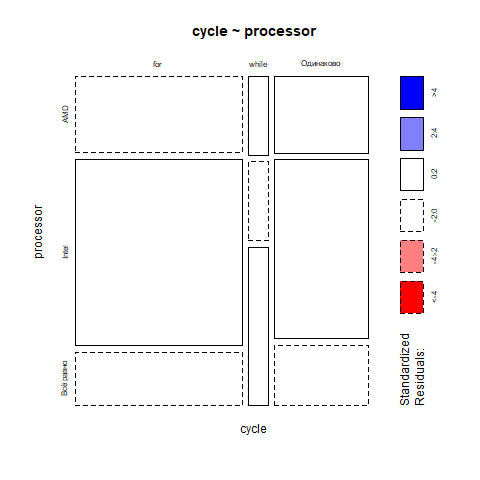 cycle ~ processor
for
while
Одинаково
AMD
Intel
Всё равно
processor
cycle
>4
2:4
0:2
-2:0
-4:-2
<-4
Standardized
Residuals: